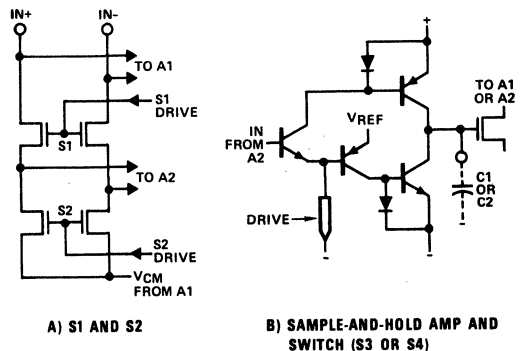 IN+ IN-
TO A1
S1
DRIVE
S1
TO A2
S2
S2
DRIVE
VCM
FROM A1
A) S1 AND S2
+
TO A1
OR A2
VREF
IN
FROM
A2
C1
OR
C2
DRIVE
-
-
-
B) SAMPLE-AND-HOLD AMP AND
SWITCH (S3 OR S4)